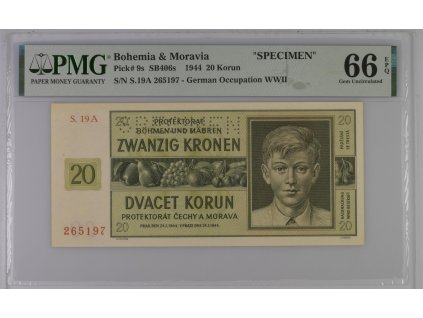 PMG
PAPER MONEY GUARANTY
Bohemia & Moravia "SPECIMEN"
Pick# 9s SB406s 1944 20 Korun
S/N S.19A 265197 - German Occupation WWII
66 EPQ
Gem Uncirculated
S. 19A
20
PROTEKTORAT
BÖHMEN UND MÄHREN
20
ZWANZIG KRONEN
20
DVACET KORUN
PROTEKTORÁT ČECHY A MORAVA
265197
20
20